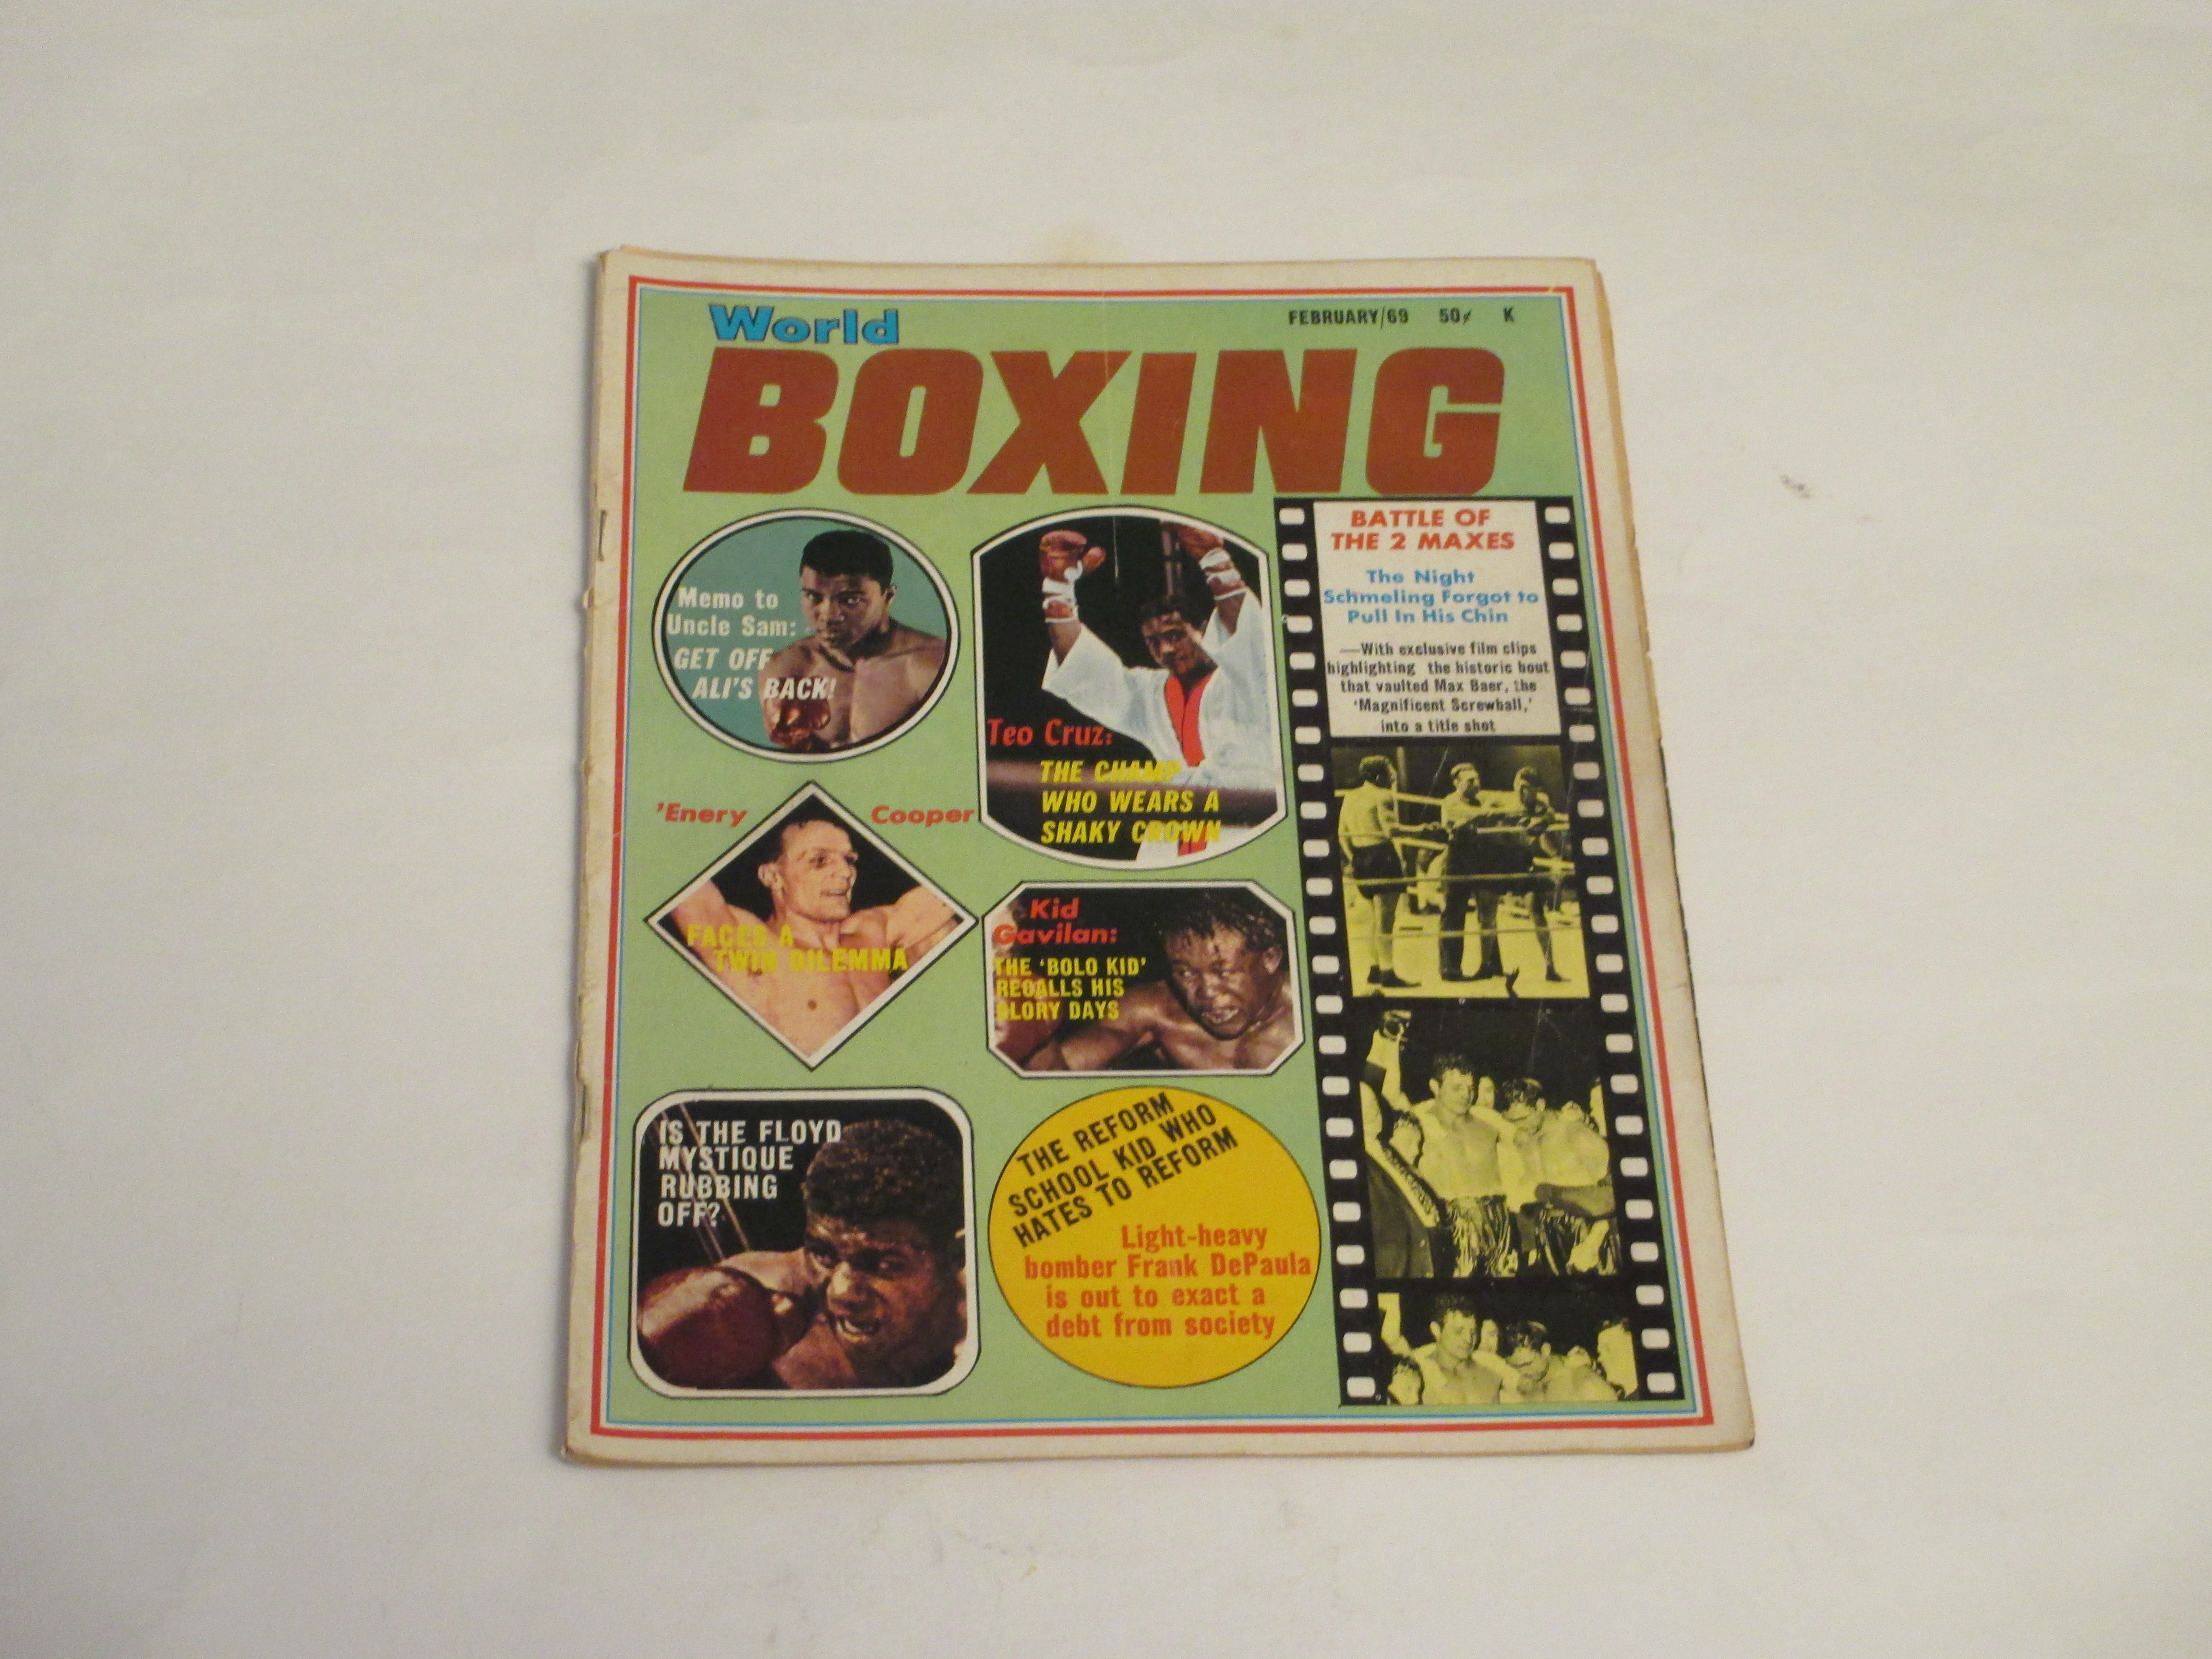 World
FEBRUARY/69 50¢ K
BOXING
Memo to
Uncle Sam:
GET OFF
ALI'S BACK!
Teo Cruz:
THE CHAMP
WHO WEARS A
SHAKY CROWN
BATTLE OF
THE 2 MAXES
The Night
Schmeling Forgot to
Pull In His Chin
—With exclusive film clips
highlighting the historic bout
that vaulted Max Baer, the
'Magnificent Screwball,'
into a title shot
'Enery Cooper
FACES A
TWIN DILEMMA
Kid
Gavilan:
THE 'BOLO KID'
RECALLS HIS
GLORY DAYS
IS THE FLOYD
MYSTIQUE
RUBBING
OFF?
THE REFORM
SCHOOL KID WHO
HATES TO REFORM
Light-heavy
bomber Frank DePaula
is out to exact a
debt from society